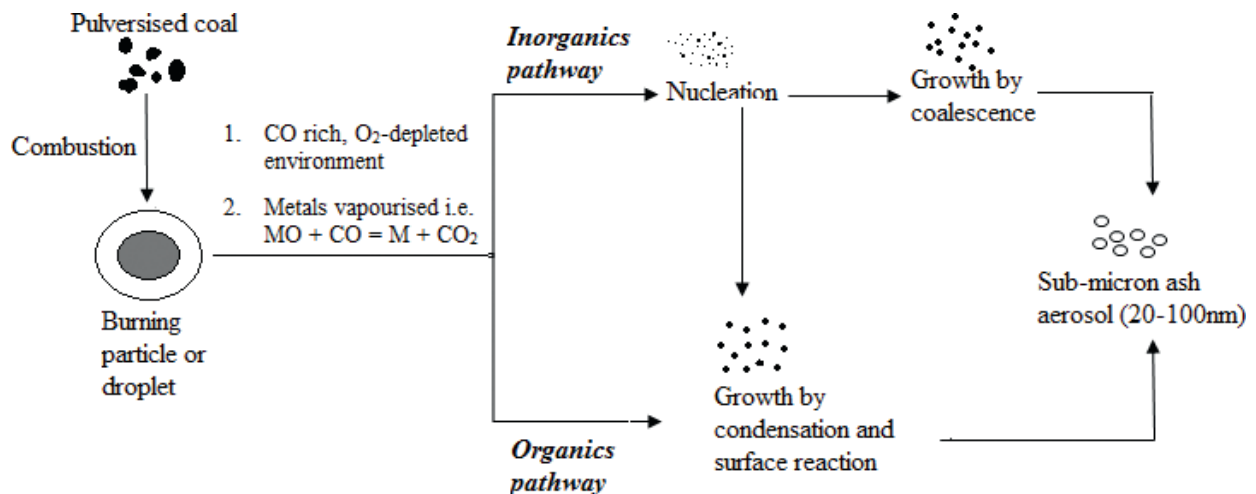 Pulversised coal
Combustion
Burning
particle or
droplet
1. CO rich, O₂-depleted
environment
2. Metals vapourised i.e.
MO + CO = M + CO₂
Inorganics
pathway
Nucleation
Growth by
coalescence
Sub-micron ash
aerosol (20-100nm)
Growth by
condensation and
surface reaction
Organics
pathway